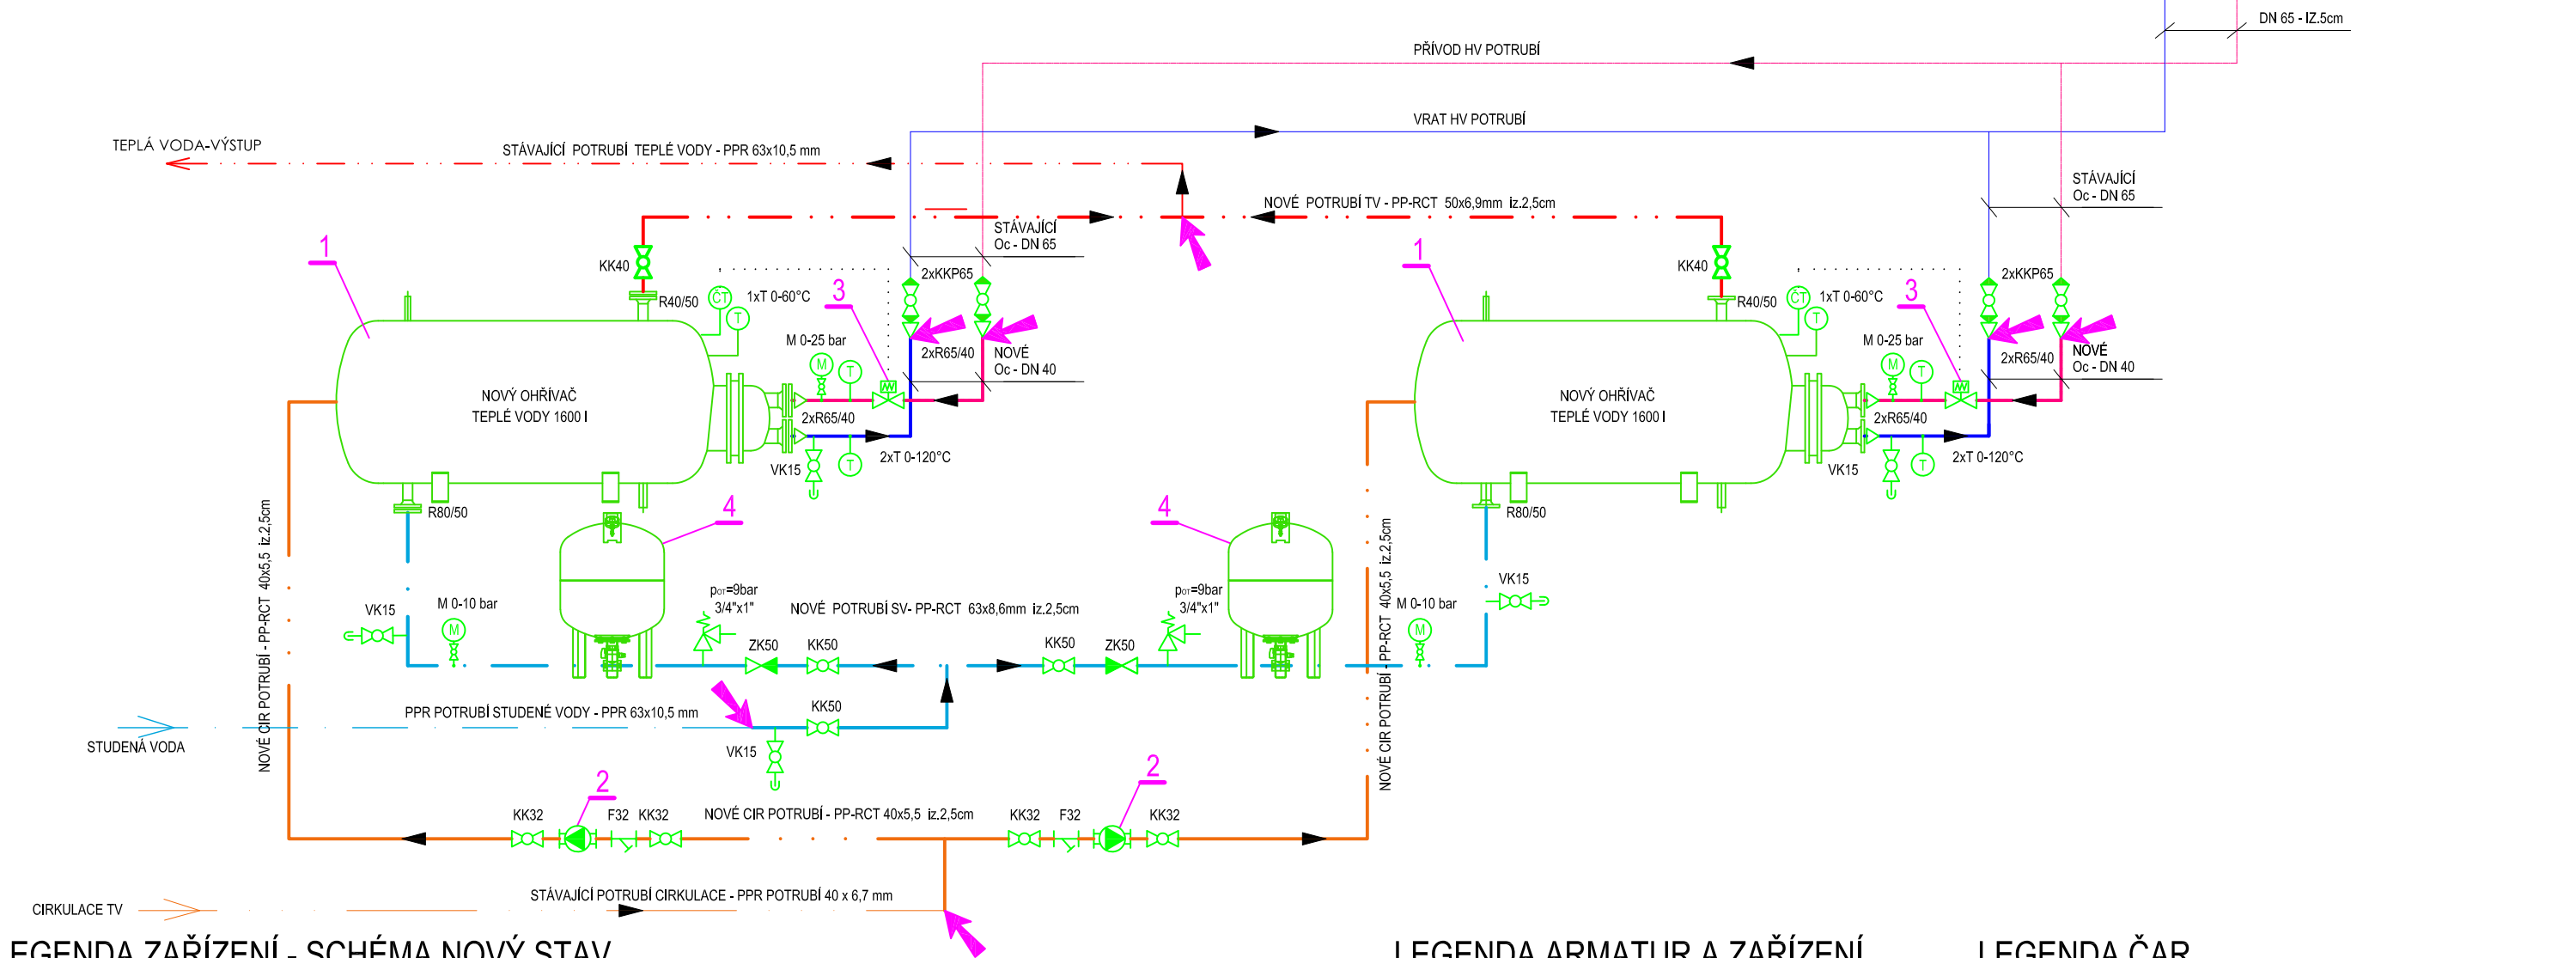 DN 65 - IZ.5cm
PŘÍVOD HV POTRUBÍ
VRAT HV POTRUBÍ
TEPLÁ VODA-VÝSTUP
STÁVAJÍCÍ POTRUBÍ TEPLÉ VODY - PPR 63x10,5 mm
STÁVAJÍCÍ
Oc - DN 65
NOVÉ POTRUBÍ TV - PP-RCT 50x6,9mm iz.2,5cm
STÁVAJÍCÍ
Oc - DN 65
1
KK40
R40/50
ČT
1xT 0-60°C
T
3
2xKKP65
M 0-25 bar
M
T
2xR65/40
NOVÉ
Oc - DN 40
NOVÝ OHŘÍVAČ
TEPLÉ VODY 1600 l
2xR65/40
VK15
T
2xT 0-120°C
R80/50
1
KK40
R40/50
ČT
1xT 0-60°C
T
3
2xKKP65
M 0-25 bar
M
T
2xR65/40
NOVÉ
Oc - DN 40
NOVÝ OHŘÍVAČ
TEPLÉ VODY 1600 l
2xR65/40
VK15
T
2xT 0-120°C
R80/50
NOVÉ CIR POTRUBÍ - PP-RCT 40x5,5 iz.2,5cm
4
4
NOVÉ CIR POTRUBÍ - PP-RCT 40x5,5 iz.2,5cm
VK15
M 0-10 bar
M
pOT=9bar
3/4"x1"
NOVÉ POTRUBÍ SV- PP-RCT 63x8,6mm iz.2,5cm
pOT=9bar
3/4"x1"
M 0-10 bar
M
VK15
ZK50
KK50
KK50
ZK50
PPR POTRUBÍ STUDENÉ VODY - PPR 63x10,5 mm
KK50
STUDENÁ VODA
VK15
2
2
KK32
F32
KK32
NOVÉ CIR POTRUBÍ - PP-RCT 40x5,5 iz.2,5cm
KK32
F32
KK32
STÁVAJÍCÍ POTRUBÍ CIRKULACE - PPR POTRUBÍ 40 x 6,7 mm
CIRKULACE TV
EGENDA ZAŘÍZENÍ - SCHÉMA NOVÝ STAV
LEGENDA ARMATUR A ZAŘÍZENÍ
LEGENDA ČAR